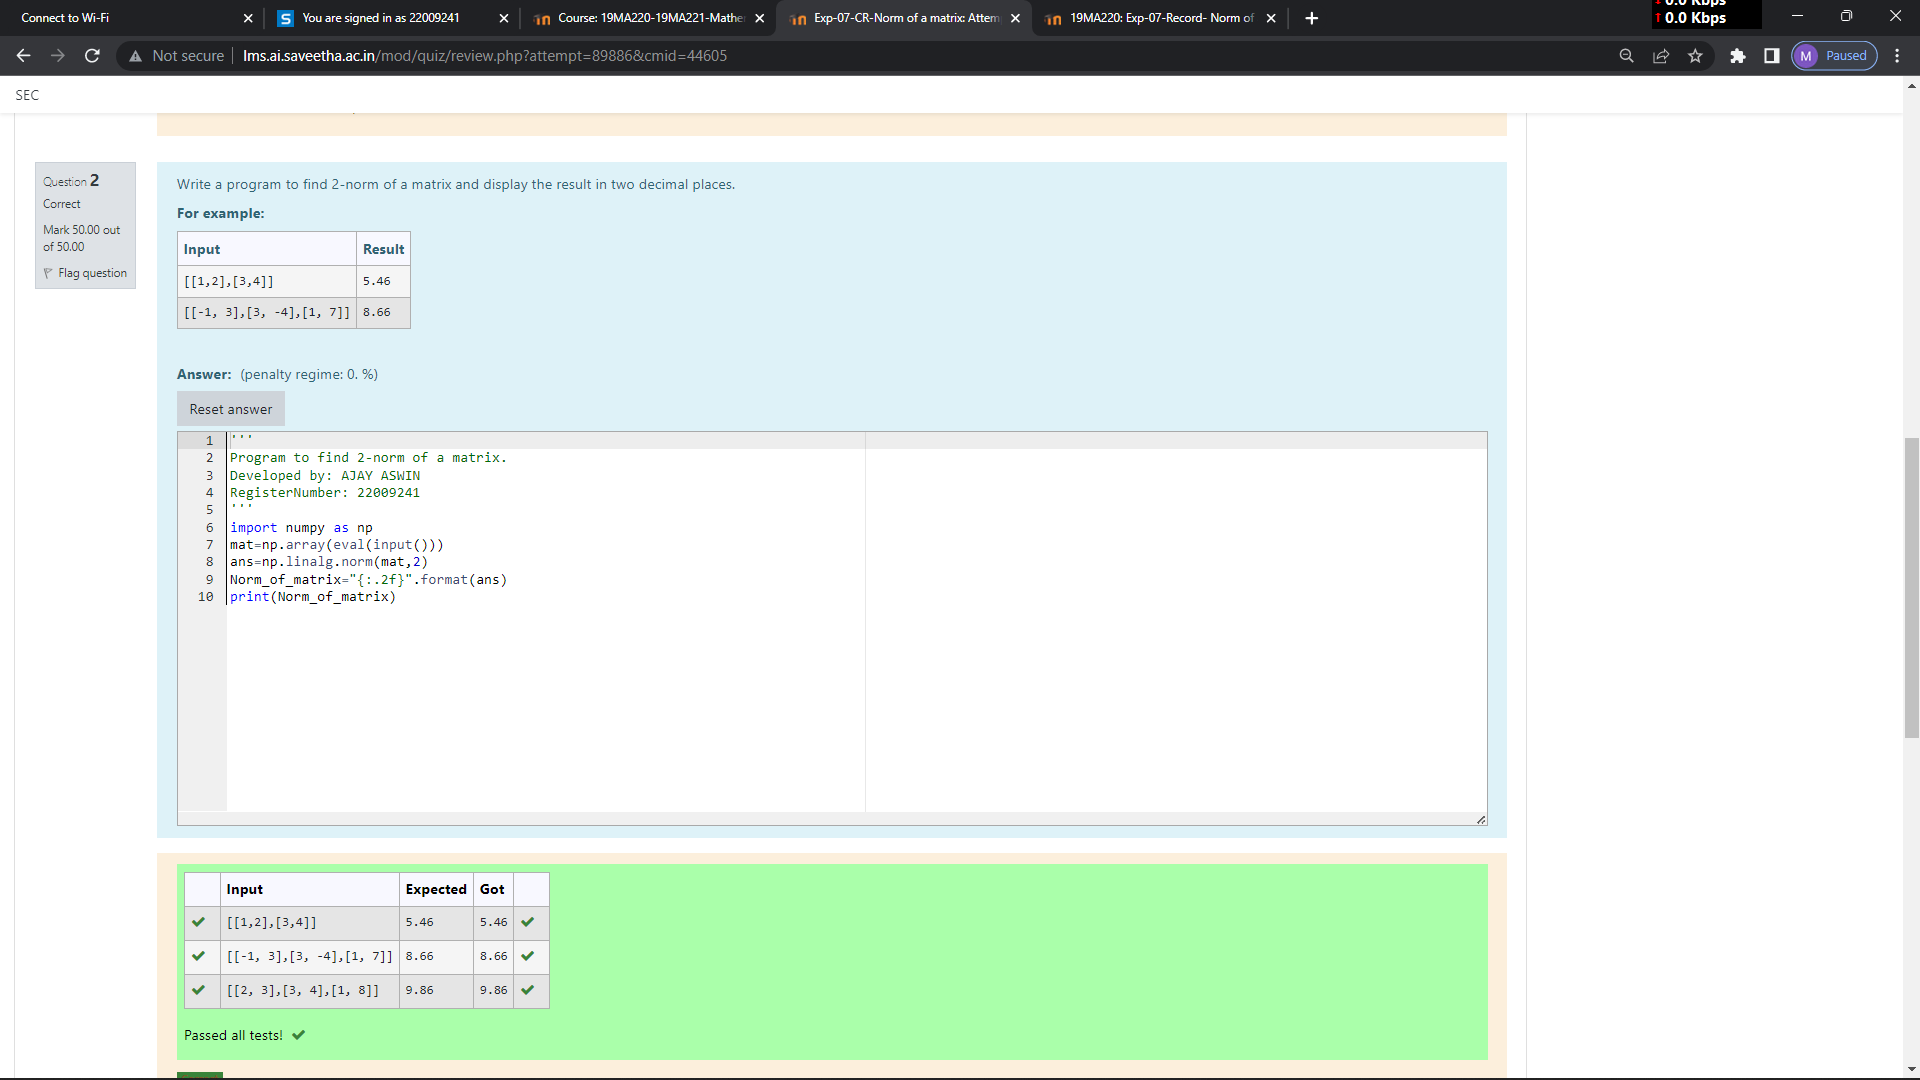 Connect to Wi-Fi
You are signed in as 22009241
Course: 19MA220-19MA221-Mathe
Exp-07-CR-Norm of a matrix: Attem
19MA220: Exp-07-Record- Norm of
0.0 Kbps
0.0 Kbps
Not secure
lms.ai.saveetha.ac.in/mod/quiz/review.php?attempt=89886&cmid=44605
M Paused
SEC
Question 2
Correct
Mark 50.00 out
of 50.00
Flag question
Write a program to find 2-norm of a matrix and display the result in two decimal places.
For example:
Input Result
[[1,2],[3,4]] 5.46
[[-1, 3],[3, -4],[1, 7]] 8.66
Answer: (penalty regime: 0. %)
Reset answer
1 '''
2 Program to find 2-norm of a matrix.
3 Developed by: AJAY ASWIN
4 RegisterNumber: 22009241
5 '''
6 import numpy as np
7 mat=np.array(eval(input()))
8 ans=np.linalg.norm(mat,2)
9 Norm_of_matrix="{:.2f}".format(ans)
10 print(Norm_of_matrix)
Input Expected Got
[[1,2],[3,4]] 5.46 5.46
[[-1, 3],[3, -4],[1, 7]] 8.66 8.66
[[2, 3],[3, 4],[1, 8]] 9.86 9.86
Passed all tests!